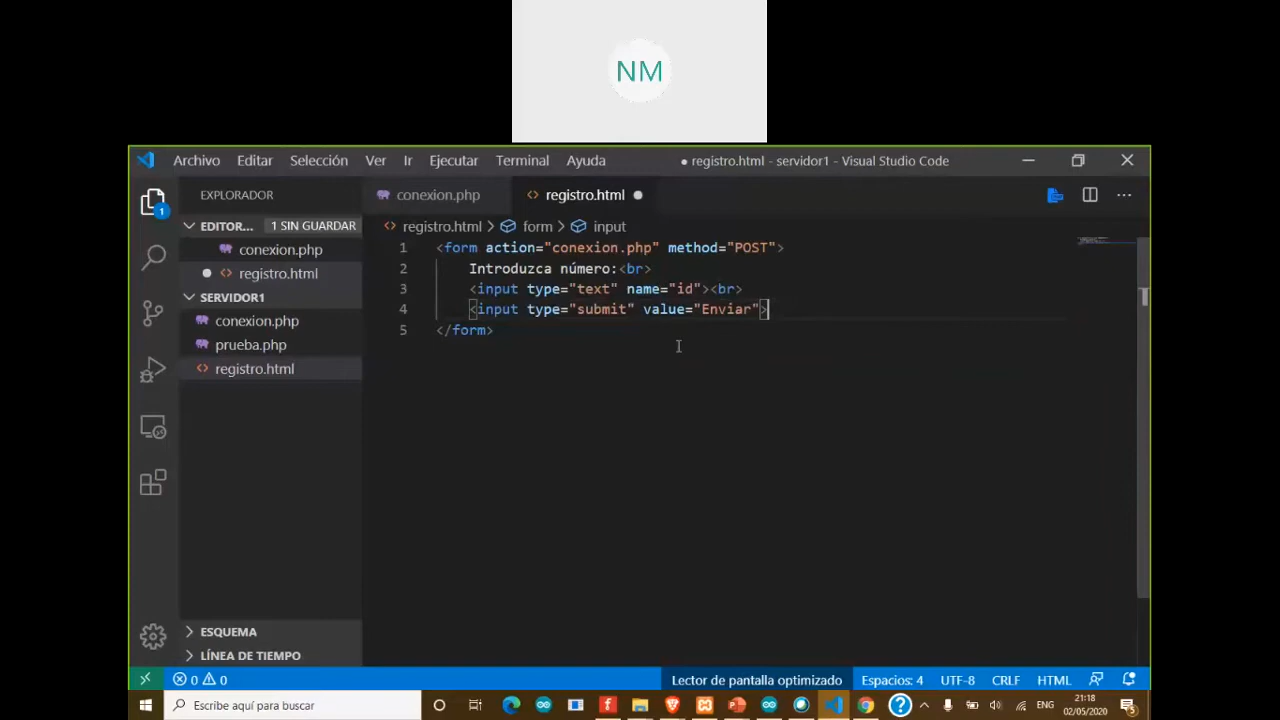 NM
Archivo Editar Selección Ver Ir Ejecutar Terminal Ayuda ● registro.html - servidor1 - Visual Studio Code
EXPLORADOR conexion.php <> registro.html ●
EDITOR... 1 SIN GUARDAR <> registro.html > form > input
conexion.php
● <> registro.html
SERVIDOR1
conexion.php
prueba.php
<> registro.html
1 <form action="conexion.php" method="POST">
2 Introduzca número:<br>
3 <input type="text" name="id"><br>
4 <input type="submit" value="Enviar">
5 </form>
1
ESQUEMA
LÍNEA DE TIEMPO
0 0 Lector de pantalla optimizado Espacios: 4 UTF-8 CRLF HTML
Escribe aquí para buscar ENG 21:18
02/05/2020 5